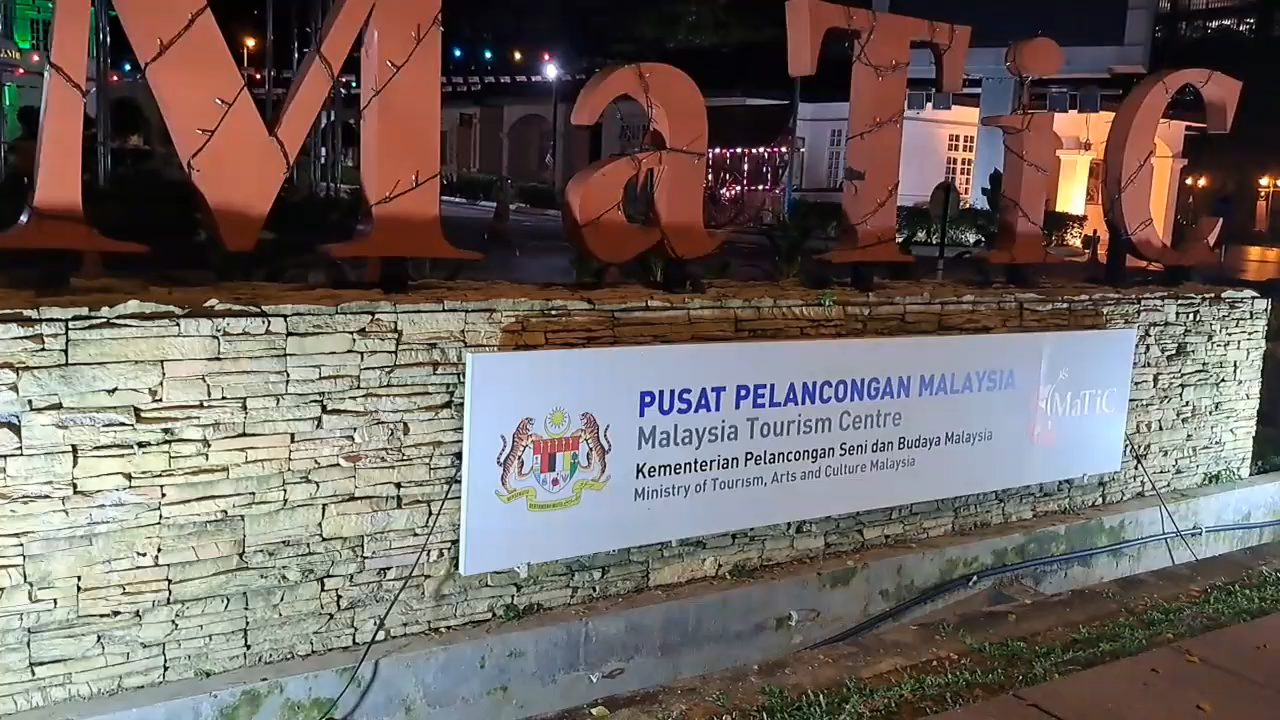 MaTiC
PUSAT PELANCONGAN MALAYSIA
Malaysia Tourism Centre
Kementerian Pelancongan Seni dan Budaya Malaysia
Ministry of Tourism, Arts and Culture Malaysia
MaTiC